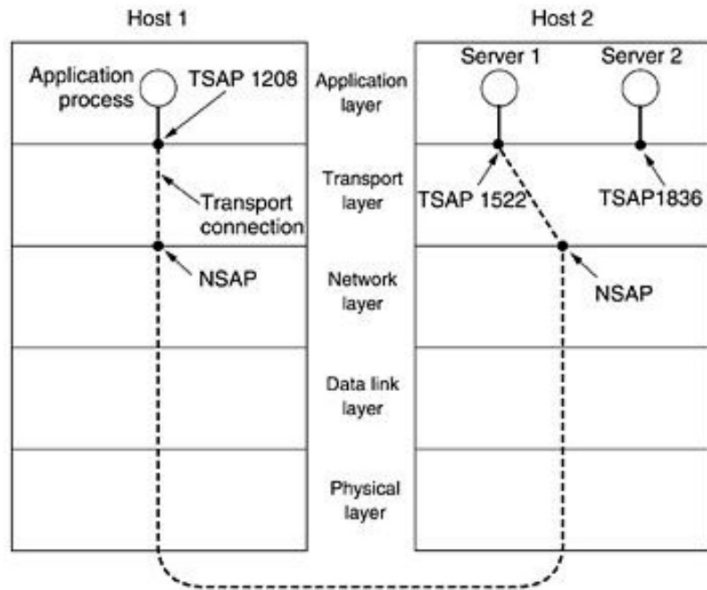 Host 1
Host 2
Application
process
TSAP 1208
Application
layer
Server 1
Server 2
Transport
connection
Transport
layer
TSAP 1522
TSAP1836
NSAP
Network
layer
NSAP
Data link
layer
Physical
layer